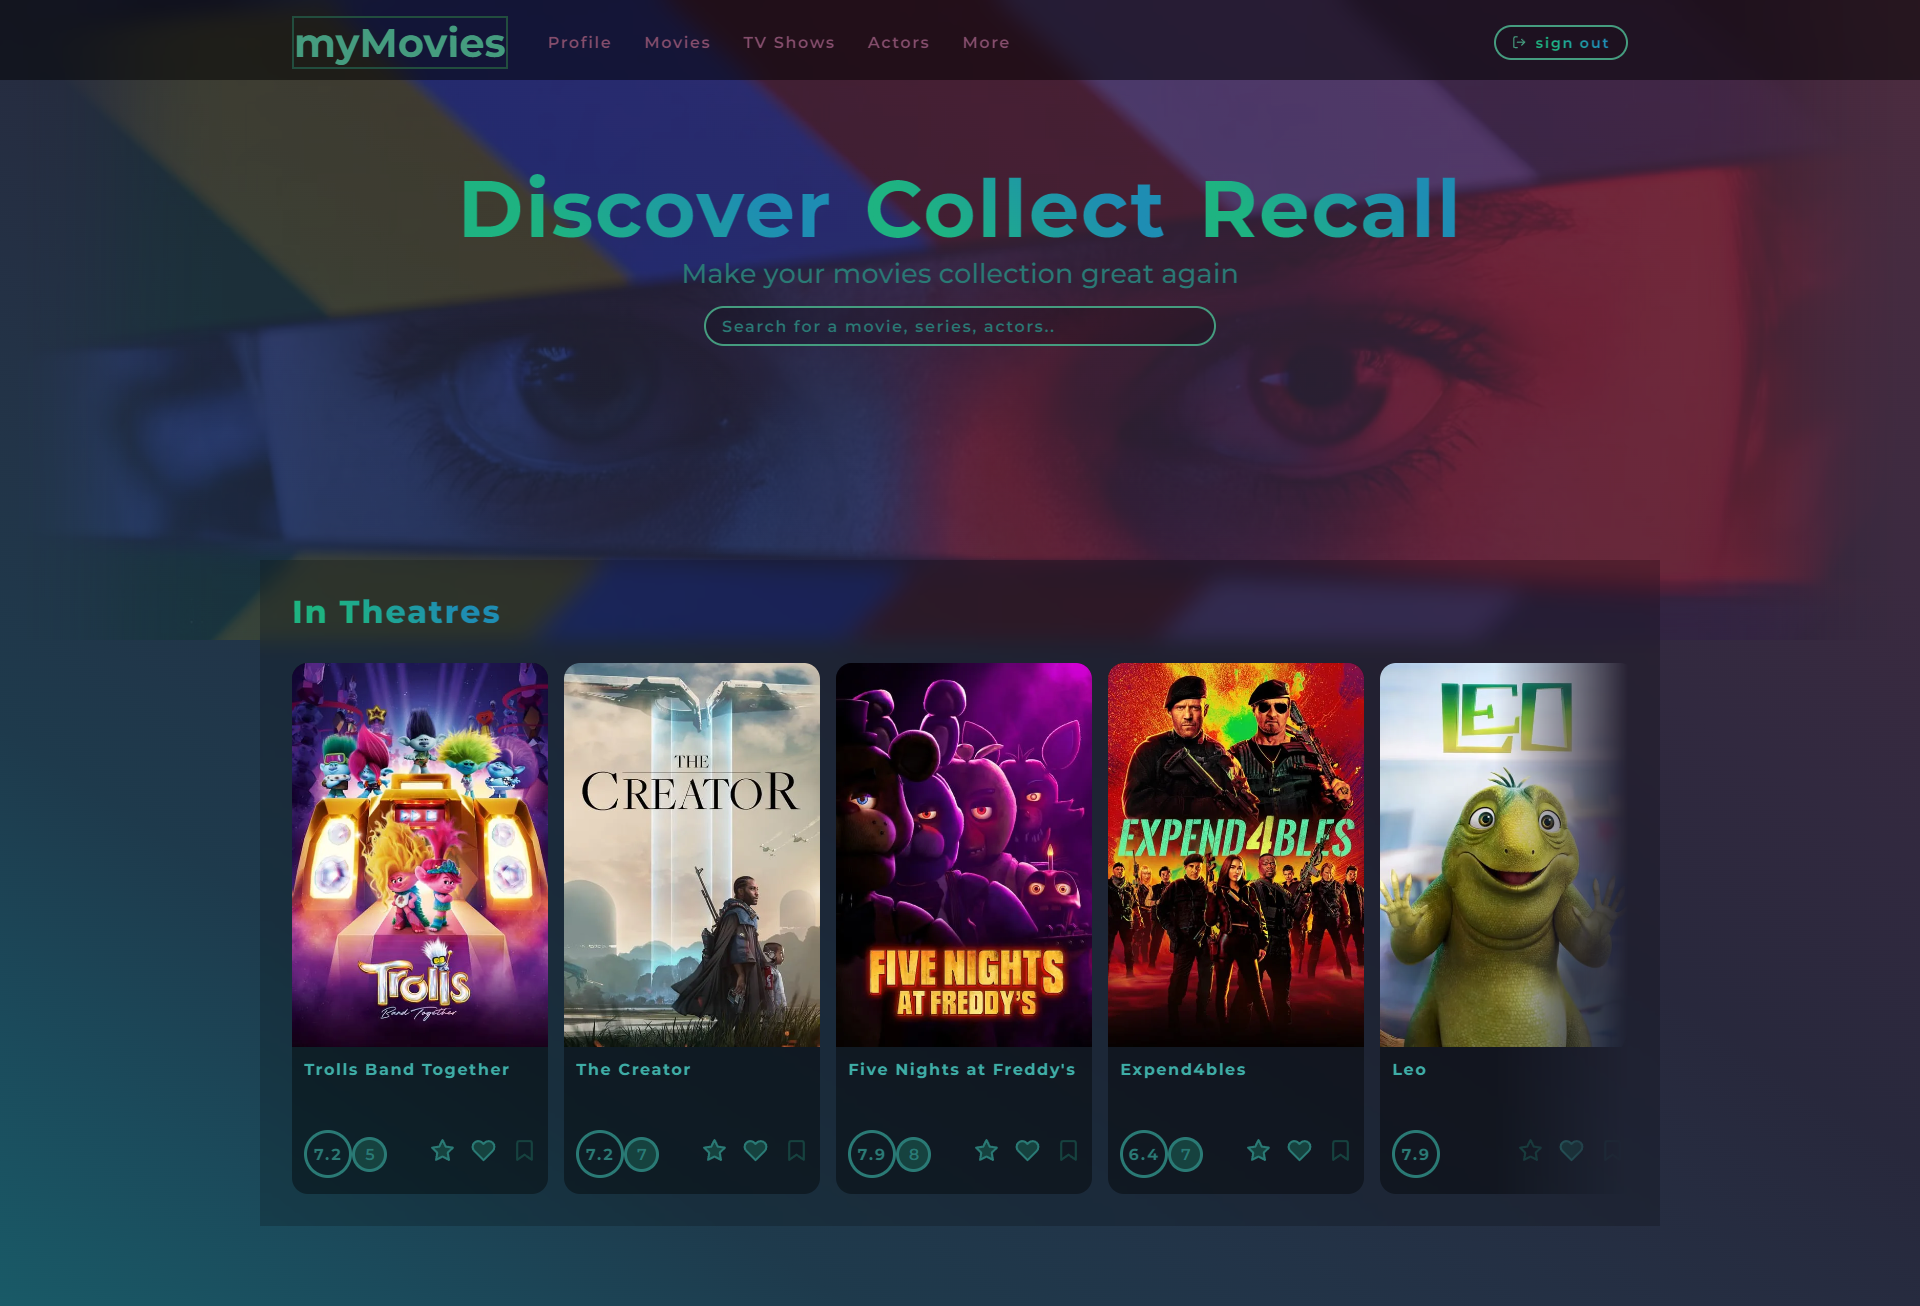 myMovies
Profile Movies TV Shows Actors More
sign out
Discover Collect Recall
Make your movies collection great again
Search for a movie, series, actors..
In Theatres
Trolls
Band Together
THE
CREATOR
FIVE NIGHTS
AT FREDDY'S
EXPEND4BLES
LEO
Trolls Band Together
The Creator
Five Nights at Freddy's
Expend4bles
Leo
7.2 5
7.2 7
7.9 8
6.4 7
7.9